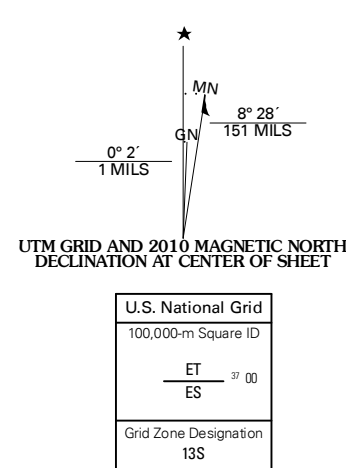 ★
MN
8° 28´
151 MILS
GN
0° 2´
1 MILS
UTM GRID AND 2010 MAGNETIC NORTH
DECLINATION AT CENTER OF SHEET
U.S. National Grid
100,000-m Square ID
ET
37 00
ES
Grid Zone Designation
13S